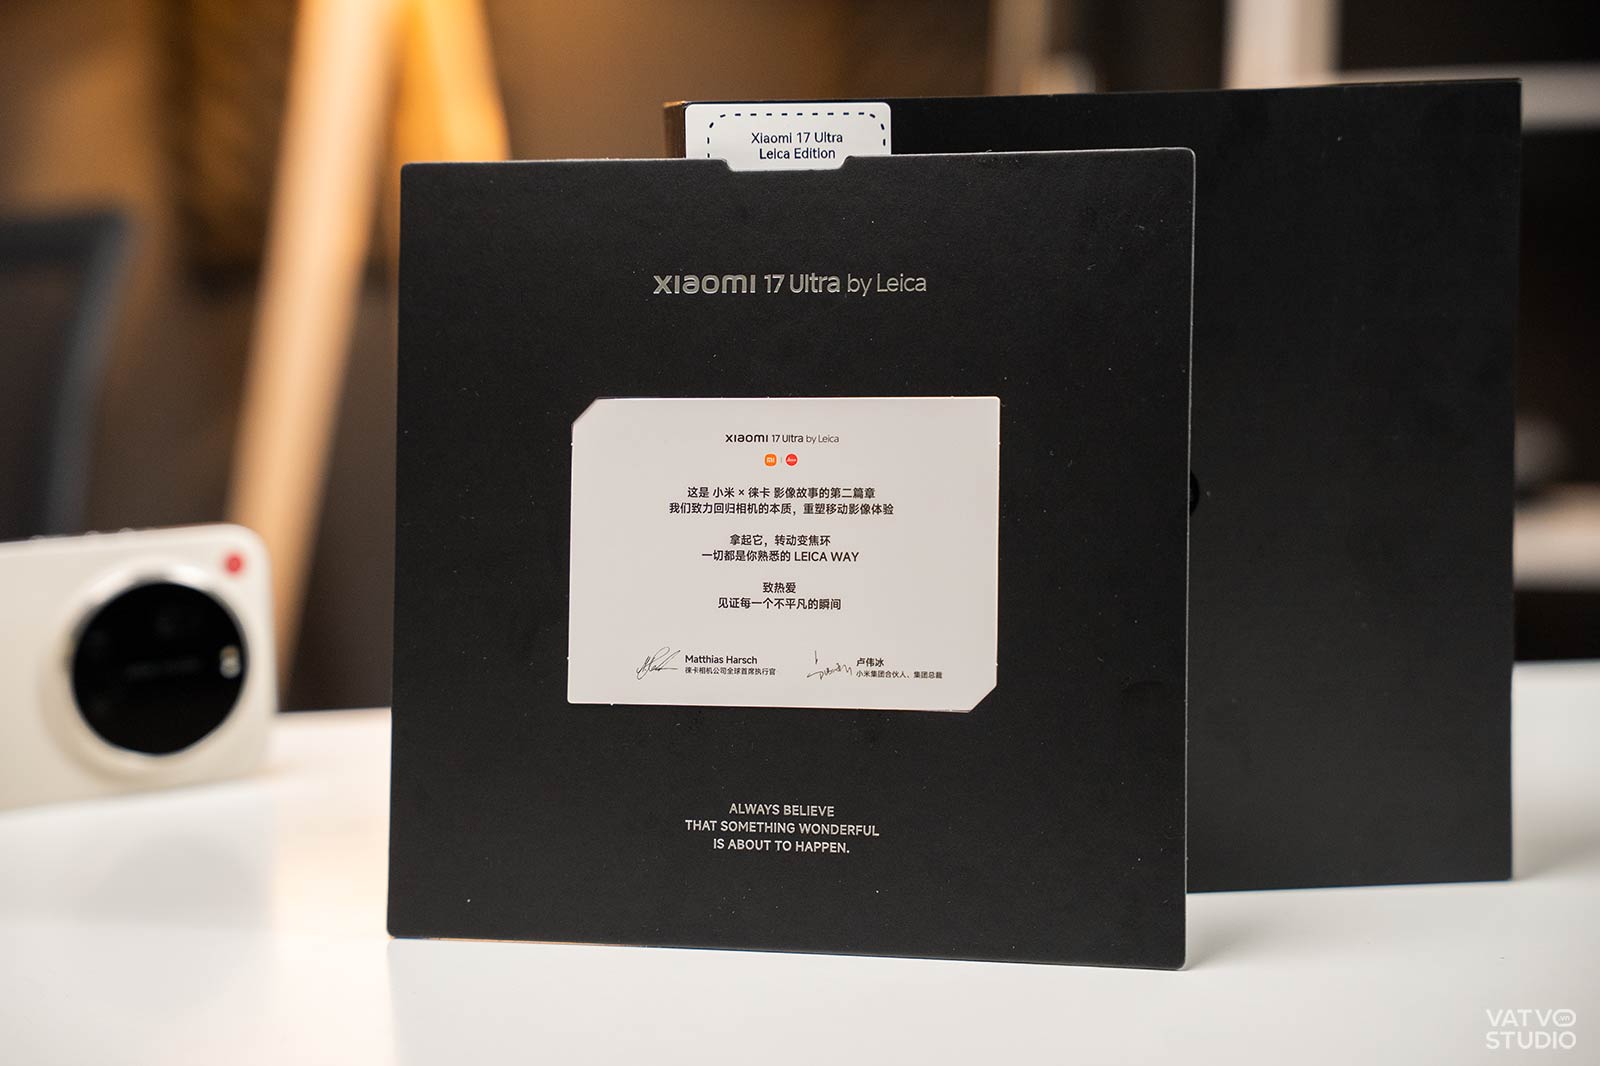 Xiaomi 17 Ultra
Leica Edition
xiaomi 17 Ultra by Leica
xiaomi 17 Ultra by Leica
这是 小米 × 徕卡 影像故事的第二篇章
我们致力回归相机的本质，重塑移动影像体验
拿起它，转动变焦环
一切都是你熟悉的 LEICA WAY
致热爱
见证每一个不平凡的瞬间
Matthias Harsch
徕卡相机公司全球首席执行官
卢伟冰
小米集团合伙人、集团总裁
ALWAYS BELIEVE
THAT SOMETHING WONDERFUL
IS ABOUT TO HAPPEN.
VATVO.vn
STUDIO